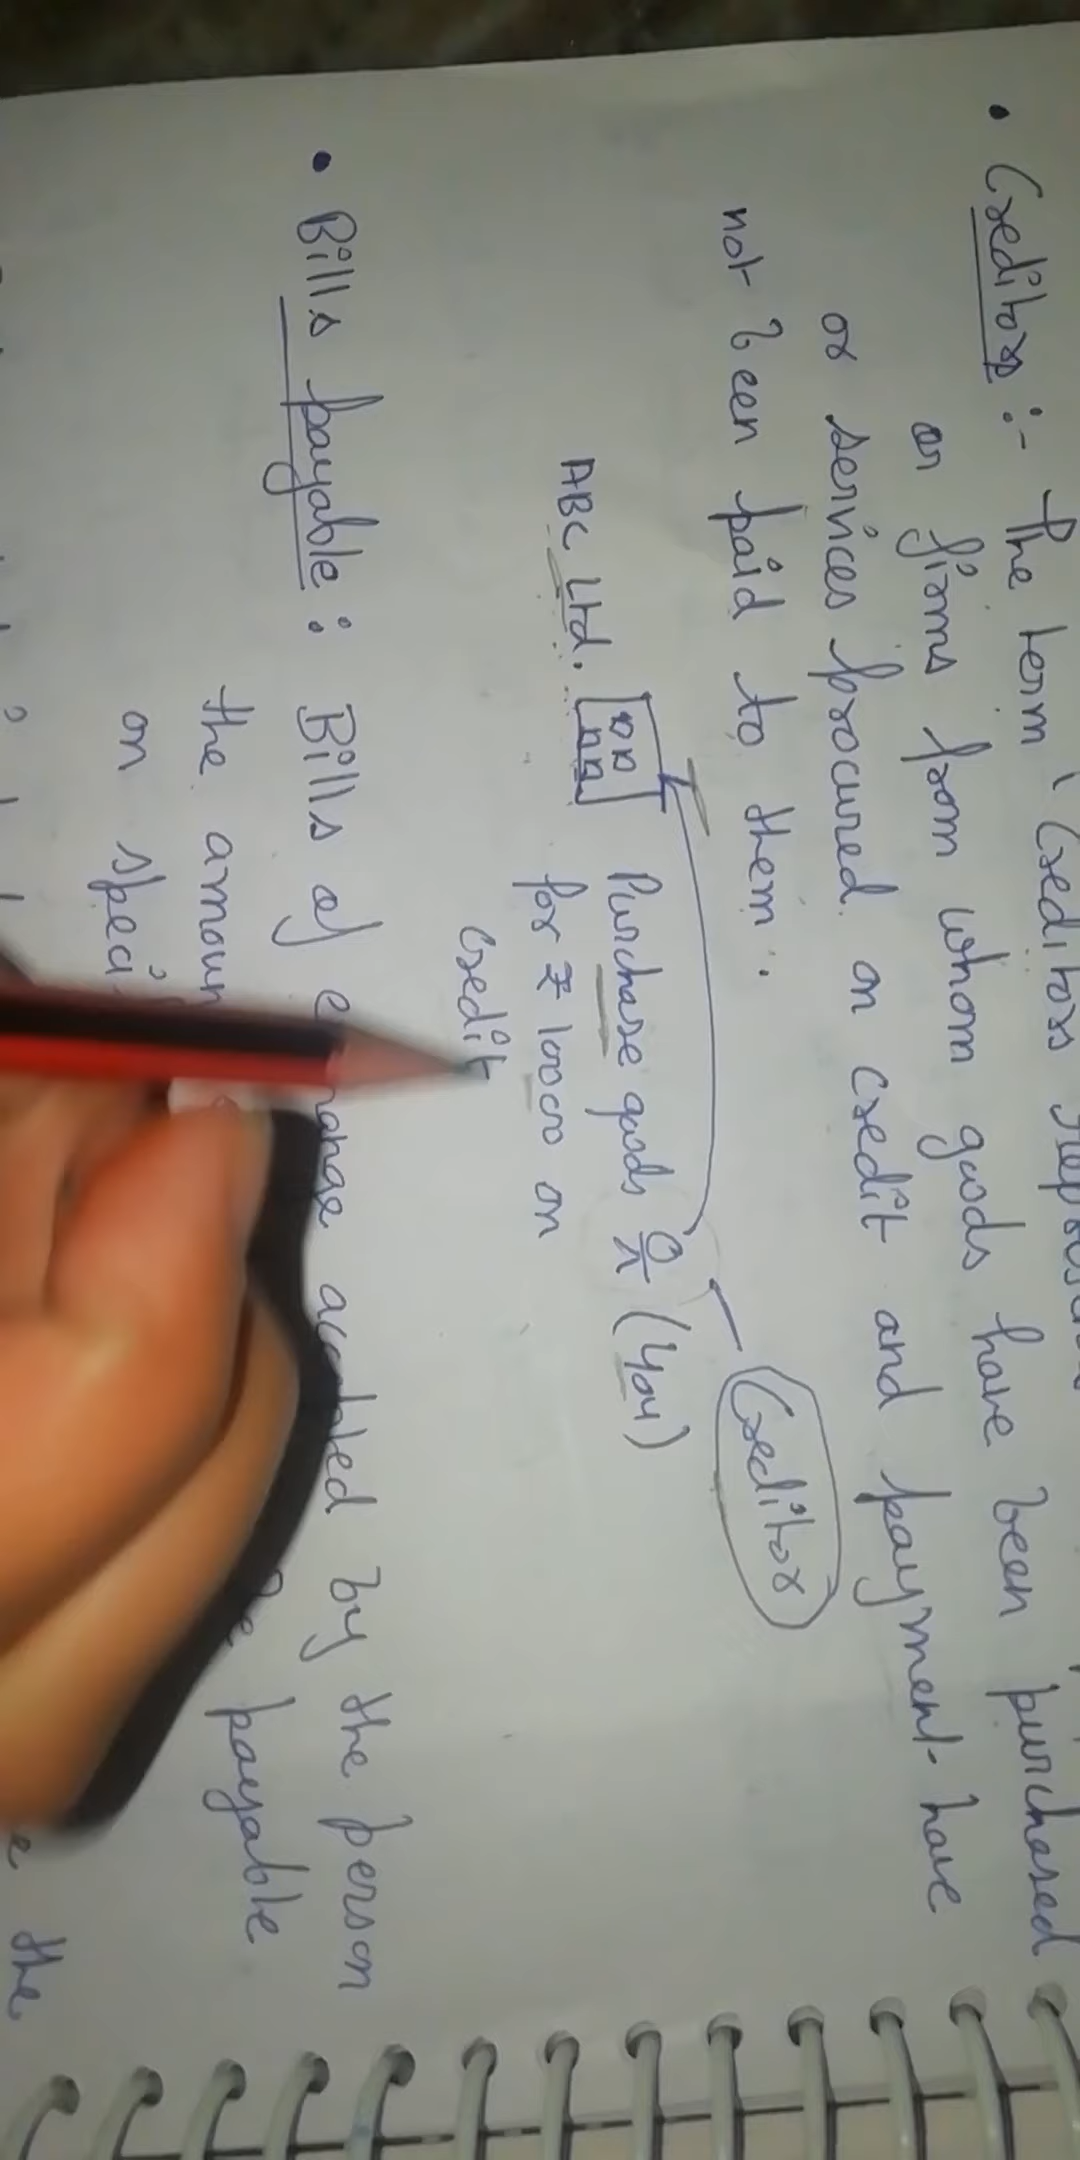 • Creditors :- The term 'Creditors
or firms from whom goods have been purchased
or services procured on credit and payment have
not been paid to them.
Creditor
ABC Ltd. Purchase goods (You)
for ₹ 10000 on
credit
• Bills payable : Bills of accepted by the person
the payable
on
the